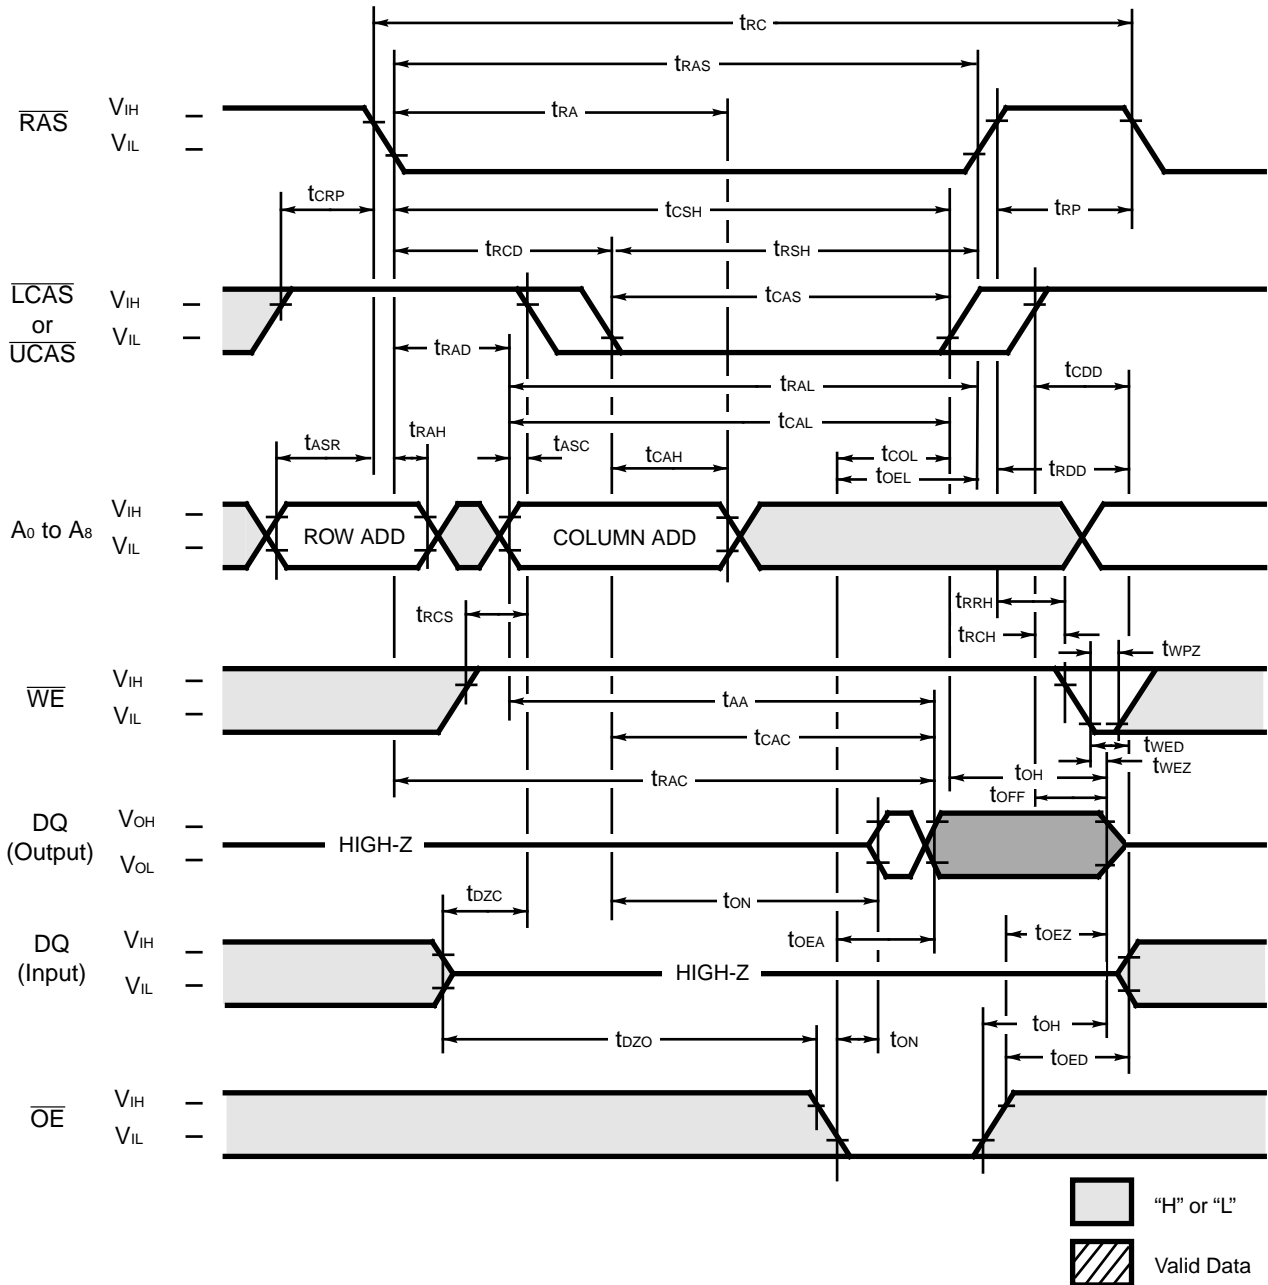 tRC
tRAS
tRA
RAS
VIH
VIL
tCRP
tCSH
tRP
tRCD
tRSH
LCAS
or
UCAS
VIH
VIL
tCAS
tRAD
tCDD
tRAL
tCAL
tASR
tRAH
tASC
tCAH
tCOL
tOEL
tRDD
A0 to A8
VIH
VIL
ROW ADD
COLUMN ADD
tRCS
tRRH
tRCH
tWPZ
WE
VIH
VIL
tAA
tCAC
tRAC
tWED
tWEZ
tOH
tOFF
DQ
(Output)
VOH
VOL
HIGH-Z
tDZC
tON
tOEA
tOEZ
DQ
(Input)
VIH
VIL
HIGH-Z
tDZO
tON
tOH
tOED
OE
VIH
VIL
“H” or “L”
Valid Data